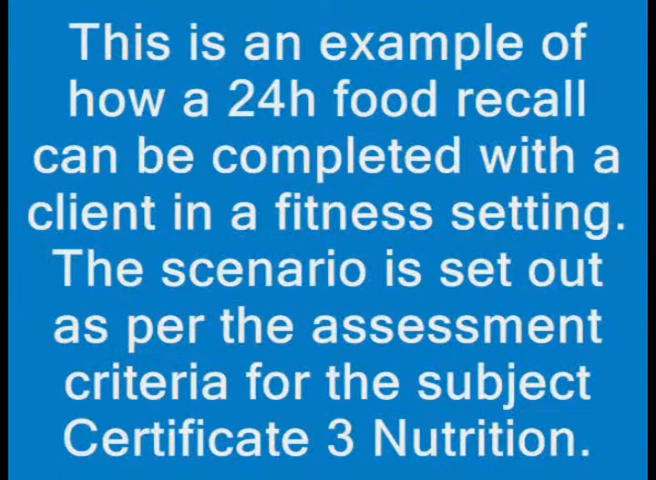 This is an example of
how a 24h food recall
can be completed with a
client in a fitness setting.
The scenario is set out
as per the assessment
criteria for the subject
Certificate 3 Nutrition.